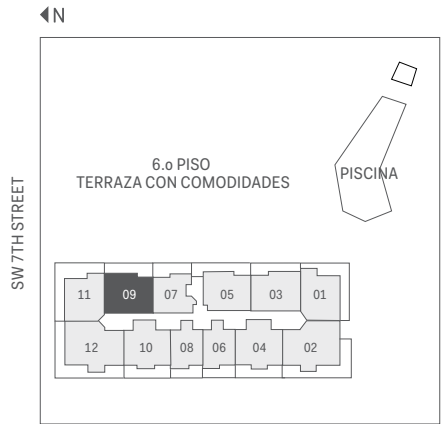 N
SW 7TH STREET
6.o PISO
TERRAZA CON COMODIDADES
PISCINA
11 09 07 05 03 01
12 10 08 06 04 02